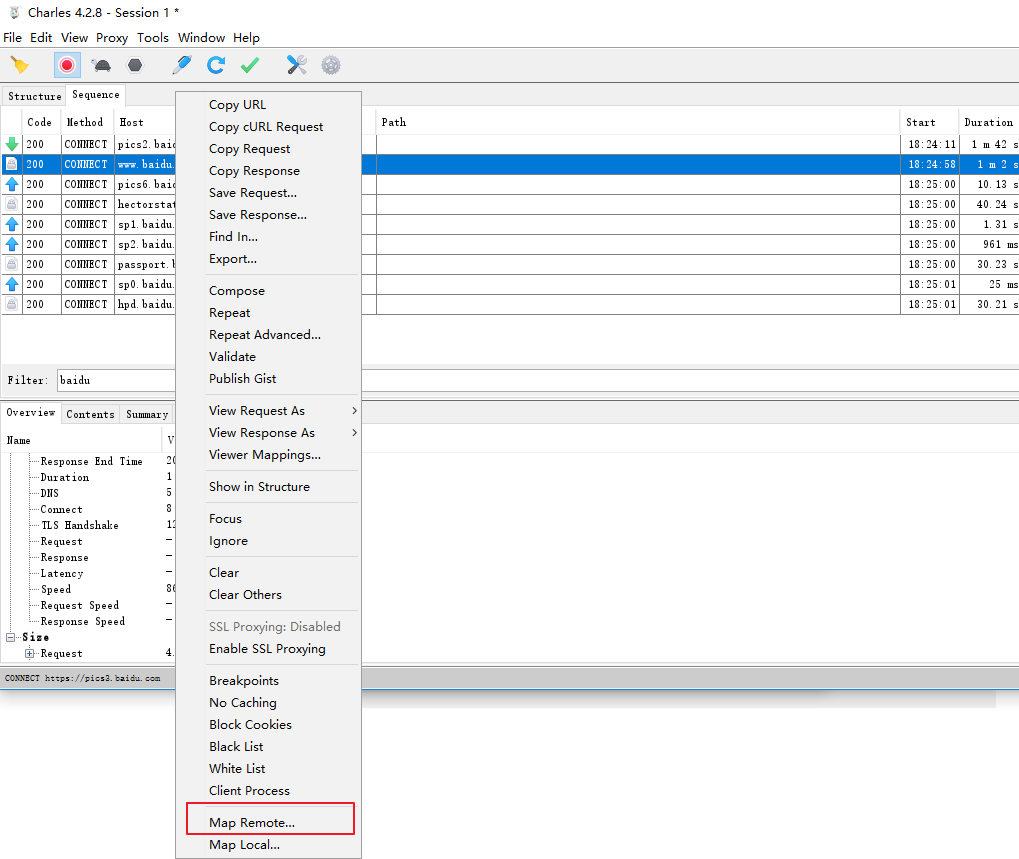 Charles 4.2.8 - Session 1 *
File Edit View Proxy Tools Window Help
Structure Sequence
Code Method Host Path Start Duration
200 CONNECT pics2.baid 18:24:11 1 m 42 s
200 CONNECT www.baidu. 18:24:58 1 m 2 s
200 CONNECT pics6.baid 18:25:00 10.13 s
200 CONNECT hectorstat 18:25:00 40.24 s
200 CONNECT sp1.baidu. 18:25:00 1.31 s
200 CONNECT sp2.baidu. 18:25:00 961 ms
200 CONNECT passport.b 18:25:00 30.23 s
200 CONNECT sp0.baidu. 18:25:01 25 ms
200 CONNECT hpd.baidu. 18:25:01 30.21 s
Filter: baidu
Overview Contents Summary
Name V
Response End Time 20
Duration 1
DNS 5
Connect 8
TLS Handshake 12
Request -
Response -
Latency -
Speed 86
Request Speed -
Response Speed -
Size
Request 4.
CONNECT https://pics3.baidu.com
Copy URL
Copy cURL Request
Copy Request
Copy Response
Save Request...
Save Response...
Find In...
Export...
Compose
Repeat
Repeat Advanced...
Validate
Publish Gist
View Request As
View Response As
Viewer Mappings...
Show in Structure
Focus
Ignore
Clear
Clear Others
SSL Proxying: Disabled
Enable SSL Proxying
Breakpoints
No Caching
Block Cookies
Black List
White List
Client Process
Map Remote...
Map Local...